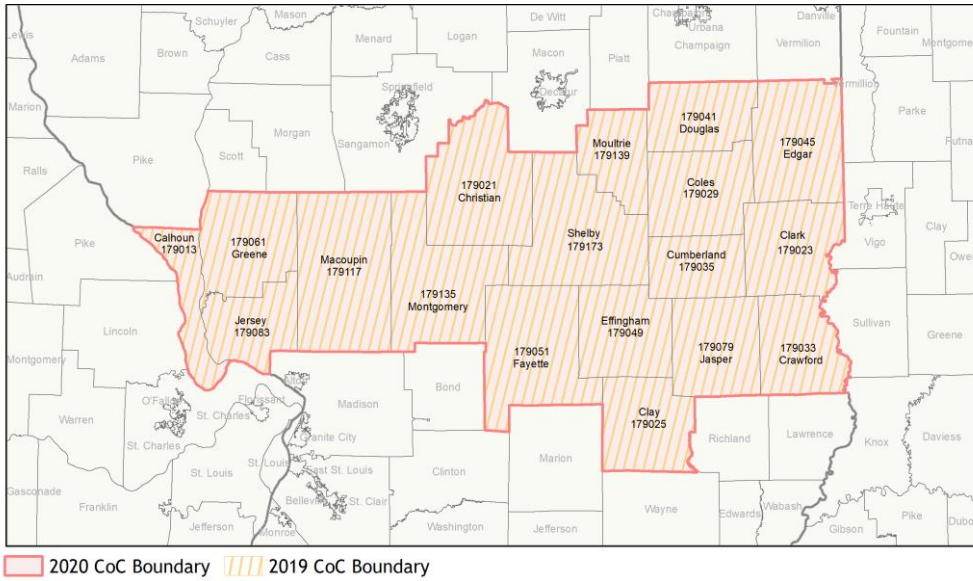 Schuyler
Mason
De Witt
Champaign
Urbana
Danville
Lewis
Adams
Brown
Cass
Menard
Logan
Macon
Piatt
Champaign
Vermilion
Fountain
Montgome
Marion
Springfield
Decatur
Vermillion
Parke
Putna
Pike
Scott
Morgan
Sangamon
Ralls
179041
Douglas
179045
Edgar
Moultrie
179139
179021
Christian
Coles
179029
Terre Haute
Clay
Vigo
Owe
Pike
Audrain
Calhoun
179013
179061
Greene
Macoupin
179117
Shelby
179173
Cumberland
179035
Clark
179023
179135
Montgomery
Lincoln
Jersey
179083
Effingham
179049
Sullivan
Greene
Montgomery
179051
Fayette
179079
Jasper
179033
Crawford
Bond
Madison
Alton
O'Fallon
Florissant
St. Charles
Warren
St. Charles
Granite City
Clay
179025
Richland
Lawrence
Knox
Daviess
St. Louis
St. Louis
East St. Louis
Clinton
Marion
Gasconade
Franklin
Belleville
St. Clair
Wayne
Edwards
Wabash
Jefferson
Monroe
Washington
Jefferson
Gibson
Pike
Dubo
2020 CoC Boundary
2019 CoC Boundary